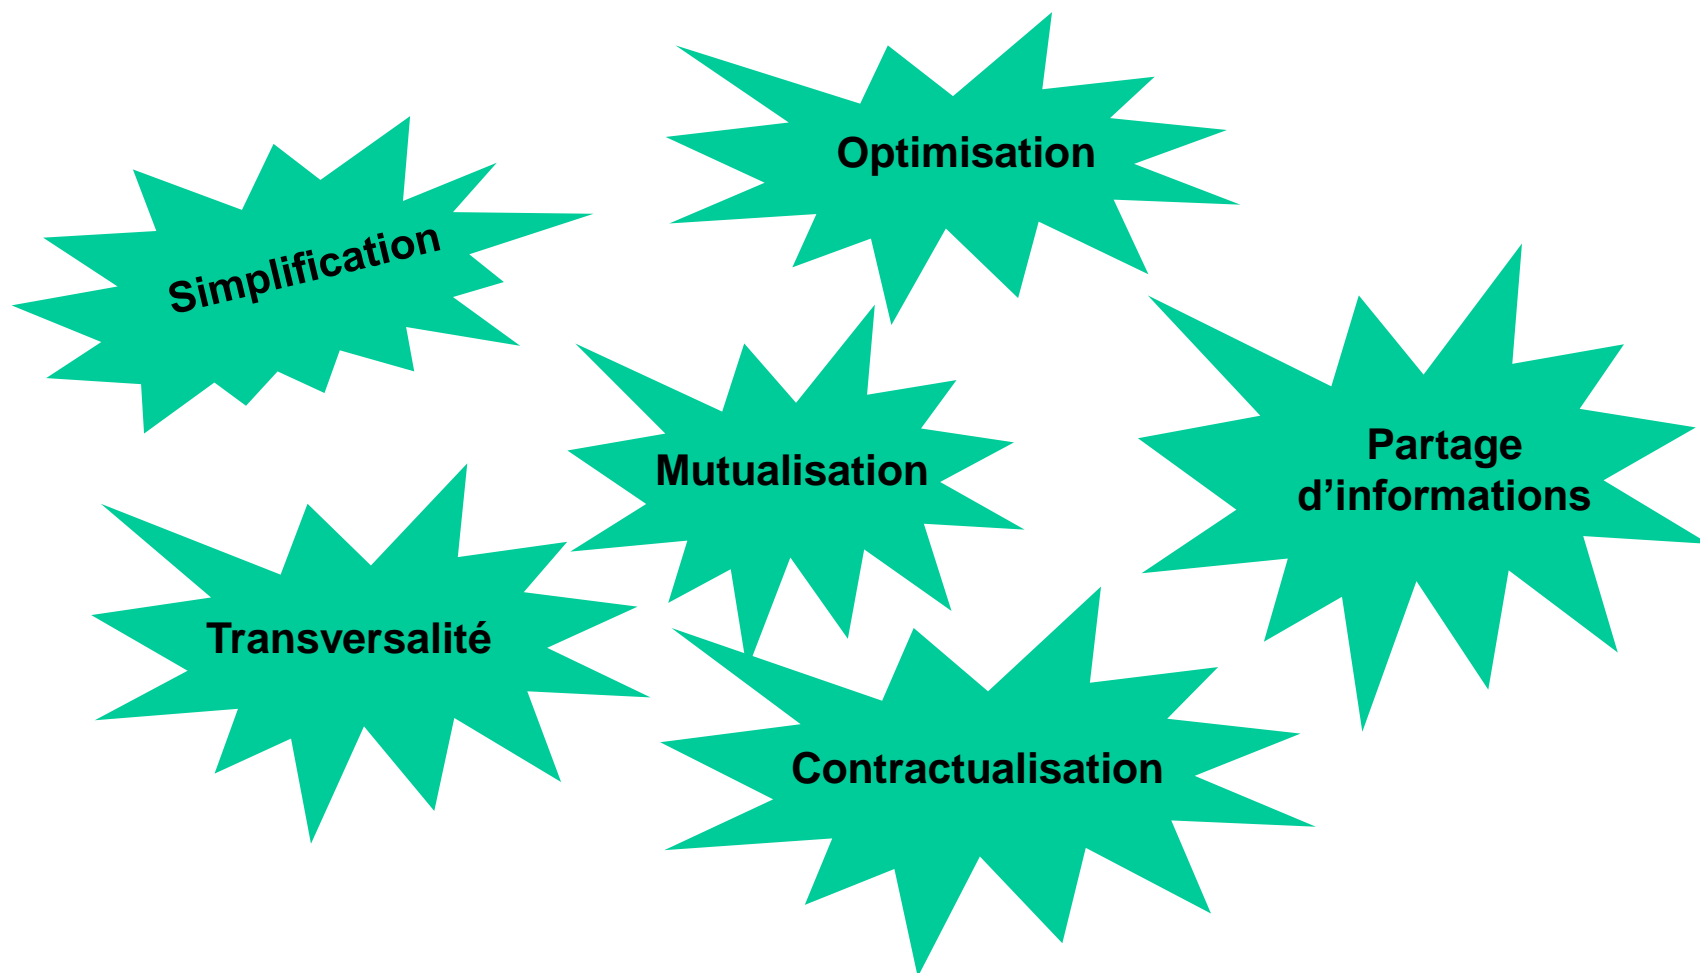 Optimisation
Simplification
Partage
d’informations
Mutualisation
Transversalité
Contractualisation